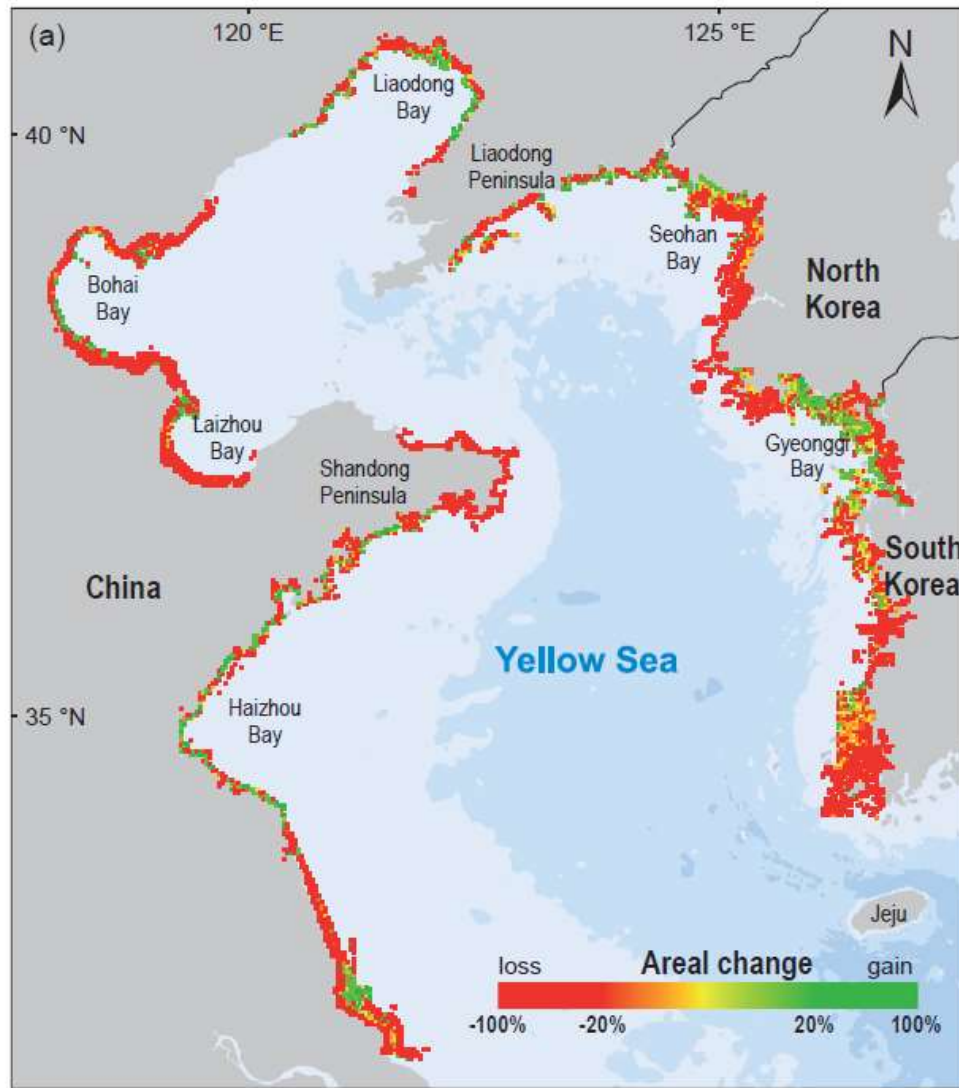 (a)
120 °E
125 °E
N
Liaodong
Bay
40 °N
Liaodong
Peninsula
Seohan
Bay
North
Korea
Bohai
Bay
Laizhou
Bay
Shandong
Peninsula
Gyeonggi
Bay
South
Korea
China
Yellow Sea
35 °N
Haizhou
Bay
Jeju
loss
Areal change
gain
-100%
-20%
20%
100%